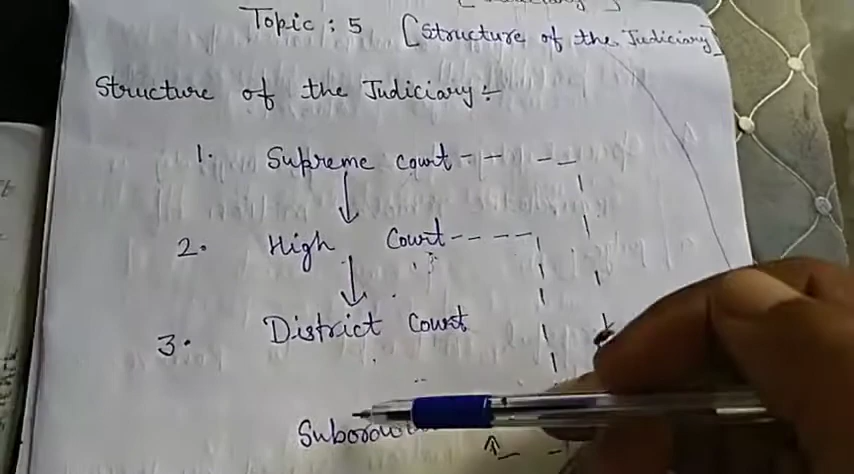 Topic : 5 [Structure of the Judiciary]
Structure of the Judiciary :-
1. Supreme Court
2. High Court
3. District Court